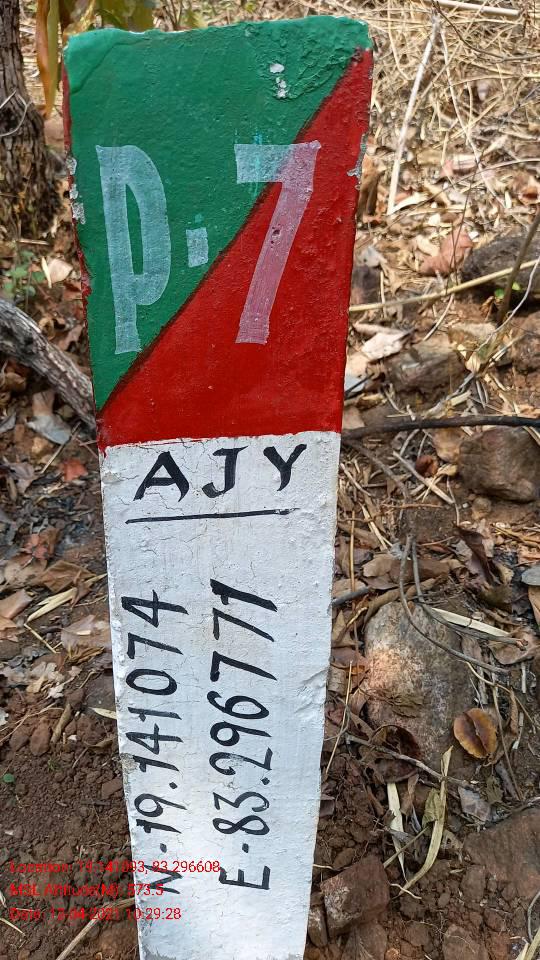 P.7
AJY
N-19.141074
E-83.296771
Location: 19.141093, 83.296608
MSL Altitude(M): 573.5
Date: 13-04-2021 10:29:28